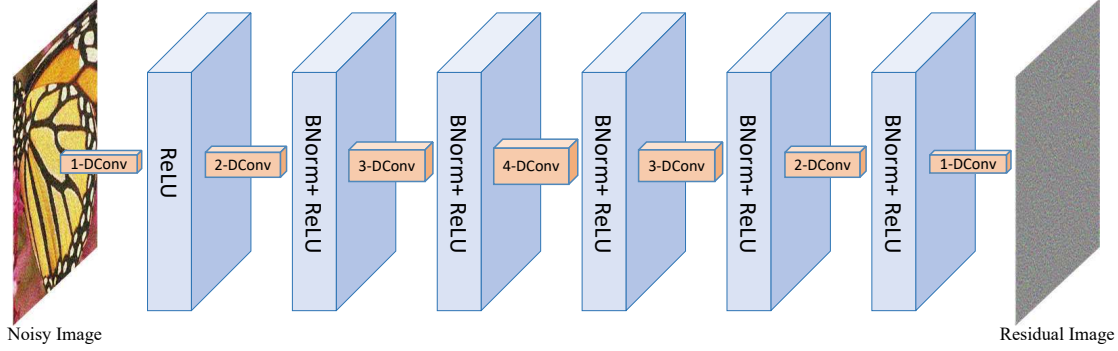 1-DConv
ReLU
2-DConv
BNorm+ ReLU
3-DConv
BNorm+ ReLU
4-DConv
BNorm+ ReLU
3-DConv
BNorm+ ReLU
2-DConv
BNorm+ ReLU
1-DConv
Noisy Image
Residual Image